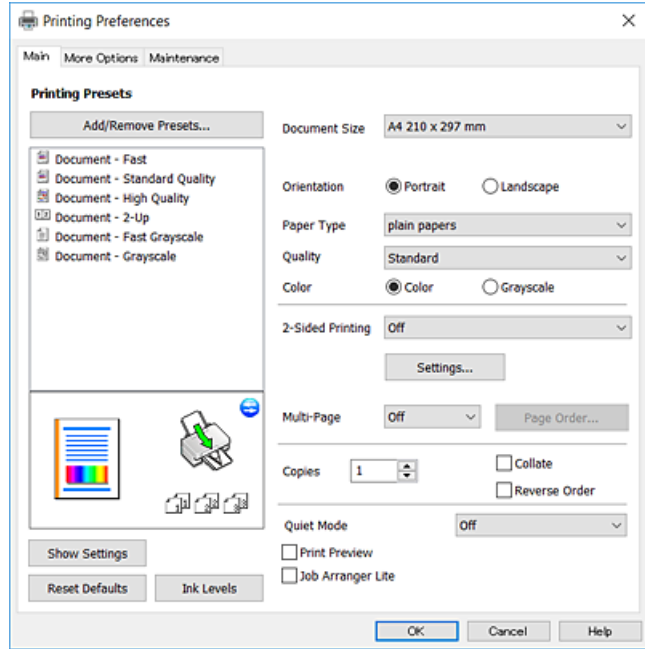 Printing Preferences
Main More Options Maintenance
Printing Presets
Add/Remove Presets...
Document - Fast
Document - Standard Quality
Document - High Quality
Document - 2-Up
Document - Fast Grayscale
Document - Grayscale
Show Settings
Reset Defaults Ink Levels
Document Size A4 210 x 297 mm
Orientation Portrait Landscape
Paper Type plain papers
Quality Standard
Color Color Grayscale
2-Sided Printing Off
Settings...
Multi-Page Off Page Order...
Copies 1 Collate
Reverse Order
Quiet Mode Off
Print Preview
Job Arranger Lite
OK Cancel Help